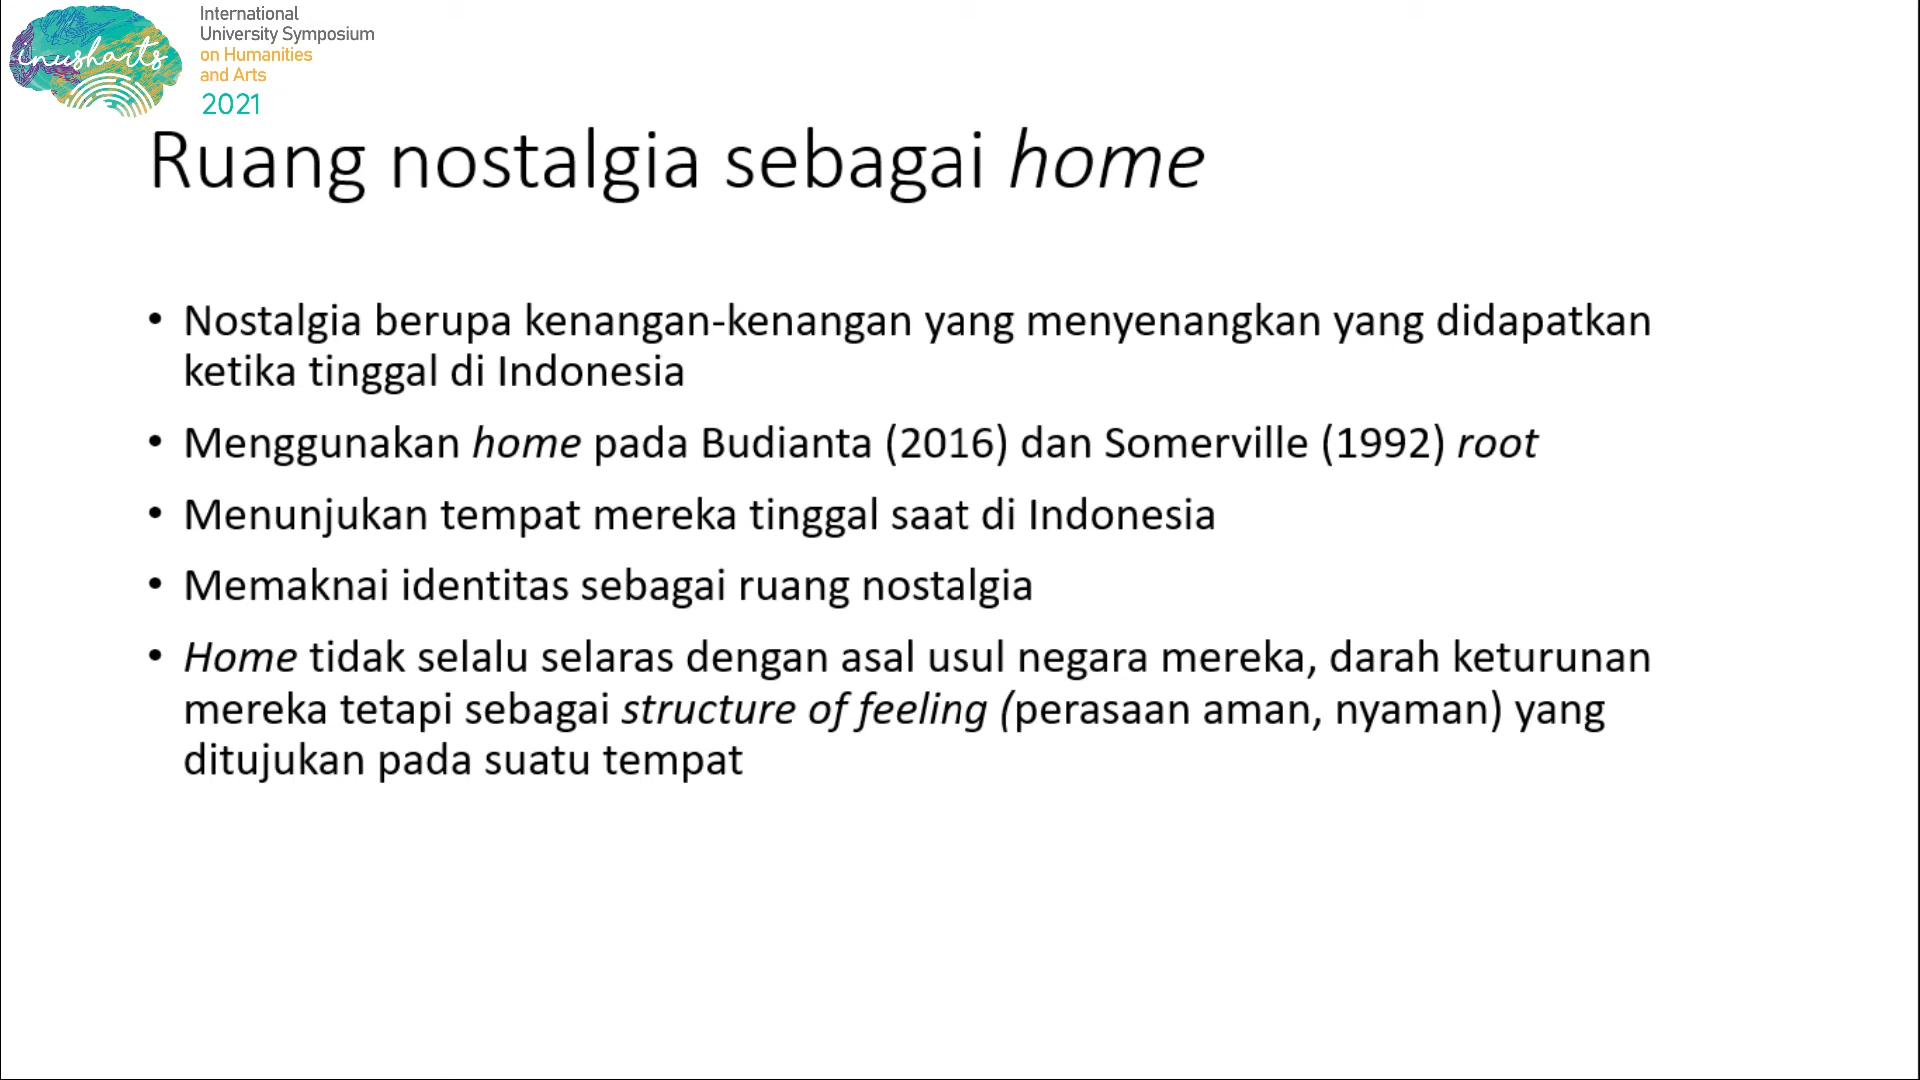 inusharts
International
University Symposium
on Humanities
and Arts
2021
Ruang nostalgia sebagai home
• Nostalgia berupa kenangan-kenangan yang menyenangkan yang didapatkan
ketika tinggal di Indonesia
• Menggunakan home pada Budianta (2016) dan Somerville (1992) root
• Menunjukan tempat mereka tinggal saat di Indonesia
• Memaknai identitas sebagai ruang nostalgia
• Home tidak selalu selaras dengan asal usul negara mereka, darah keturunan
mereka tetapi sebagai structure of feeling (perasaan aman, nyaman) yang
ditujukan pada suatu tempat